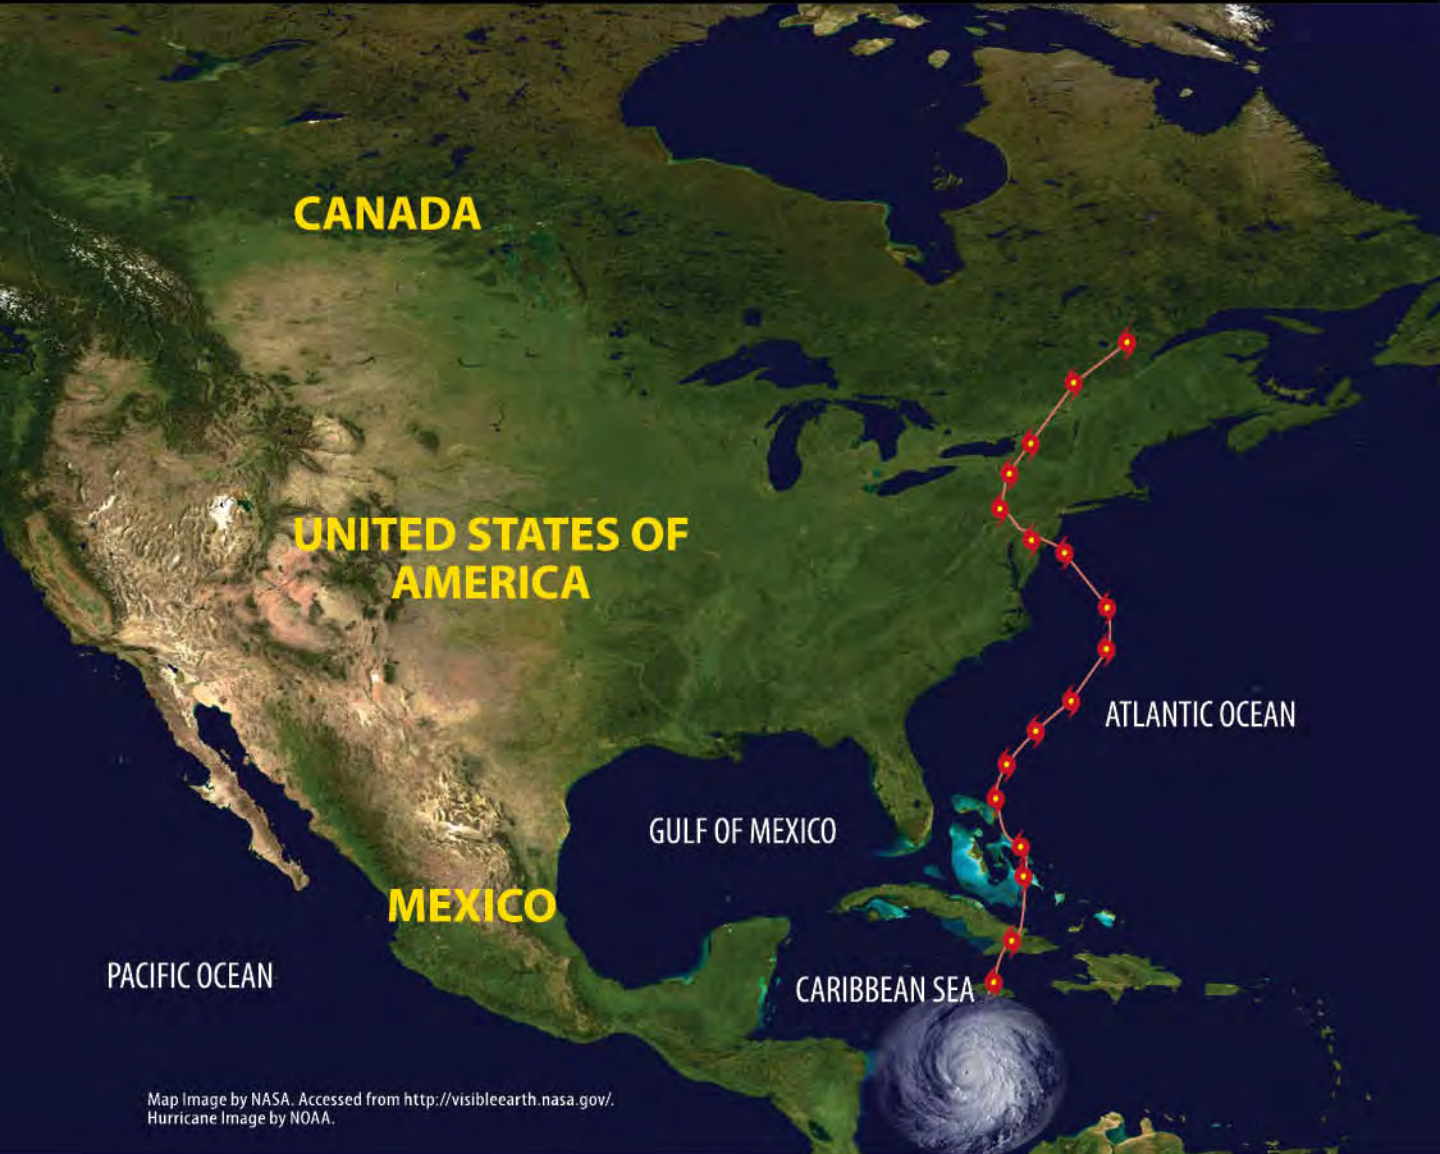 CANADA
UNITED STATES OF
AMERICA
ATLANTIC OCEAN
GULF OF MEXICO
MEXICO
PACIFIC OCEAN
CARIBBEAN SEA
Map Image by NASA. Accessed from http://visibleearth.nasa.gov/.
Hurricane Image by NOAA.